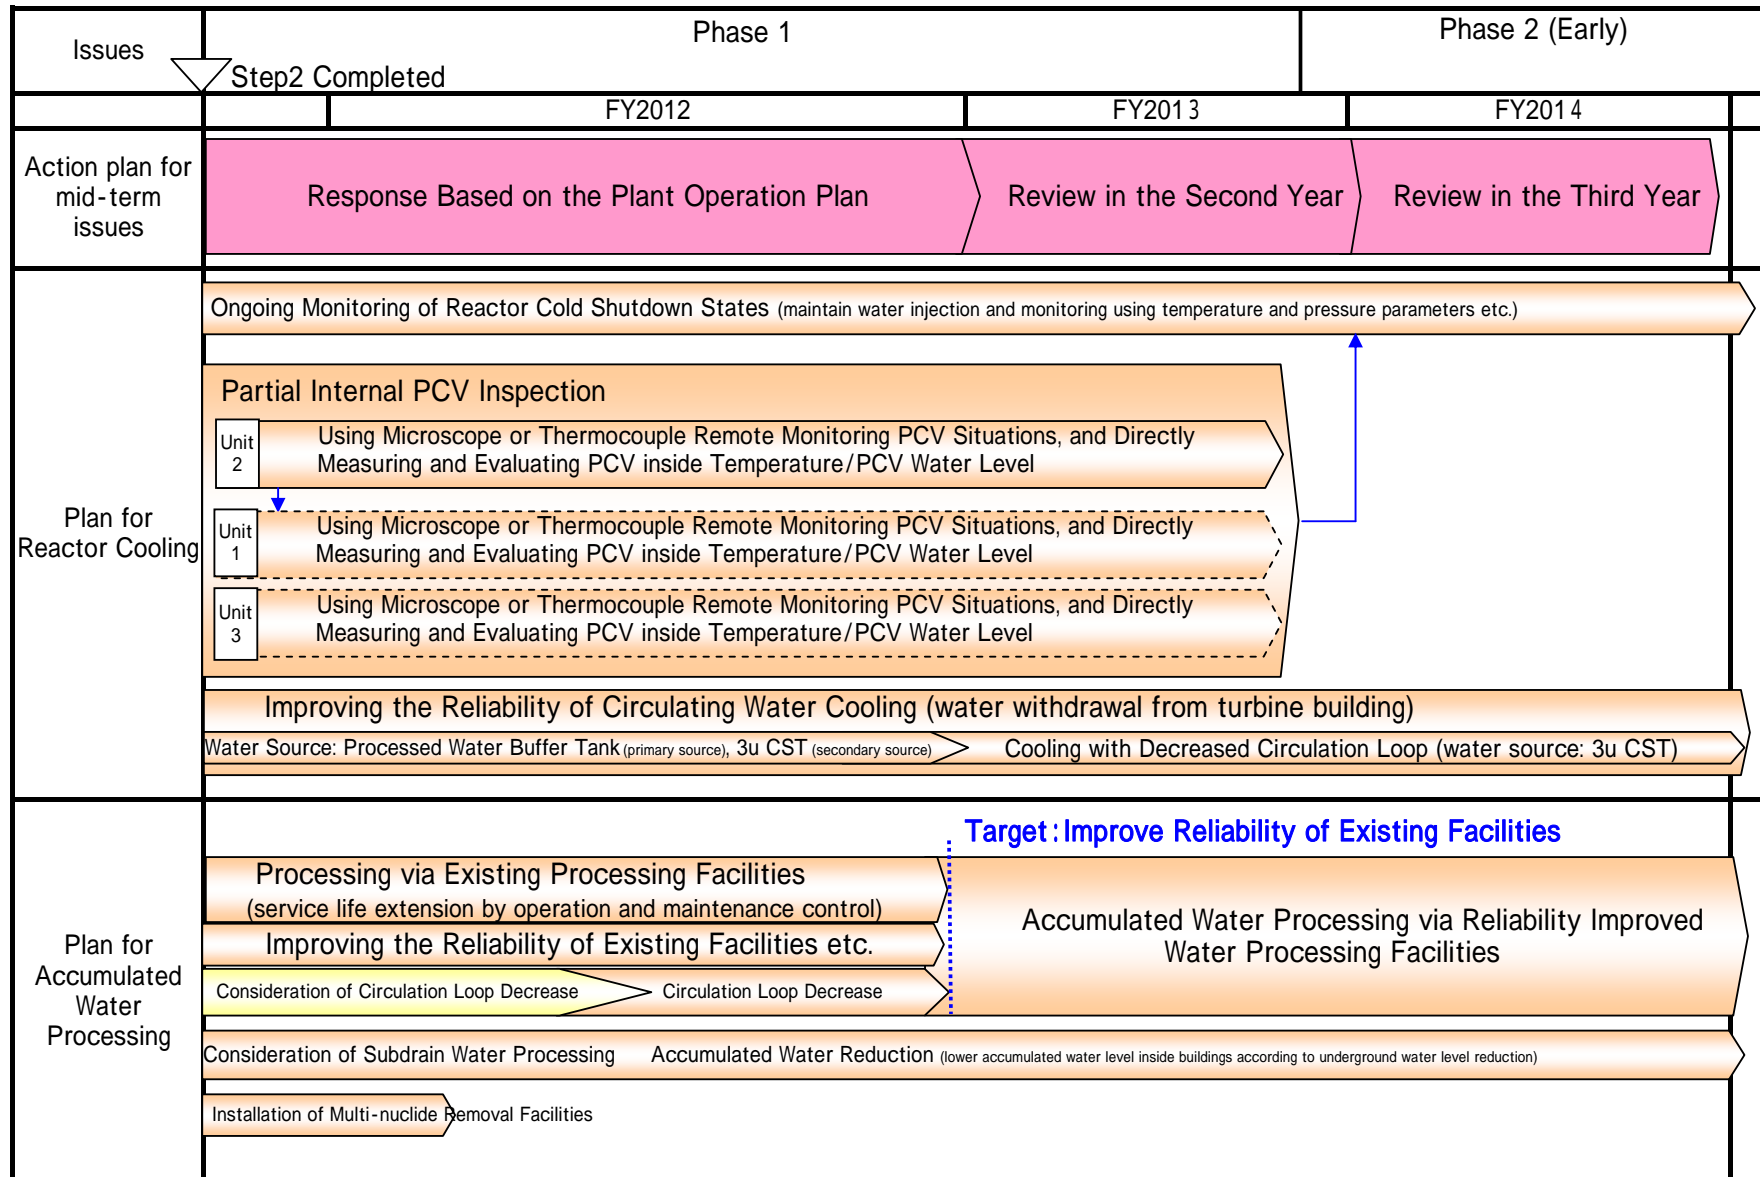 Issues
Phase 1
Phase 2 (Early)
Step2 Completed
FY2012
FY2013
FY2014
Action plan for
mid-term
issues
Response Based on the Plant Operation Plan
Review in the Second Year
Review in the Third Year
Plan for
Reactor Cooling
Ongoing Monitoring of Reactor Cold Shutdown States (maintain water injection and monitoring using temperature and pressure parameters etc.)
Partial Internal PCV Inspection
Unit
2
Using Microscope or Thermocouple Remote Monitoring PCV Situations, and Directly
Measuring and Evaluating PCV inside Temperature/PCV Water Level
Unit
1
Using Microscope or Thermocouple Remote Monitoring PCV Situations, and Directly
Measuring and Evaluating PCV inside Temperature/PCV Water Level
Unit
3
Using Microscope or Thermocouple Remote Monitoring PCV Situations, and Directly
Measuring and Evaluating PCV inside Temperature/PCV Water Level
Improving the Reliability of Circulating Water Cooling (water withdrawal from turbine building)
Water Source: Processed Water Buffer Tank (primary source), 3u CST (secondary source)
Cooling with Decreased Circulation Loop (water source: 3u CST)
Plan for
Accumulated
Water
Processing
Target:Improve Reliability of Existing Facilities
Processing via Existing Processing Facilities
(service life extension by operation and maintenance control)
Improving the Reliability of Existing Facilities etc.
Consideration of Circulation Loop Decrease
Circulation Loop Decrease
Accumulated Water Processing via Reliability Improved
Water Processing Facilities
Consideration of Subdrain Water Processing
Accumulated Water Reduction (lower accumulated water level inside buildings according to underground water level reduction)
Installation of Multi-nuclide Removal Facilities